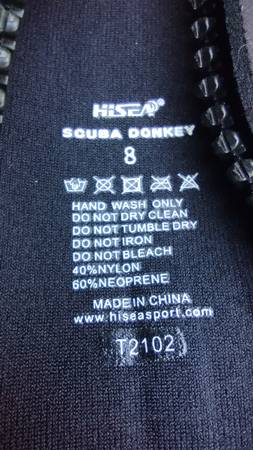 HISEA®
SCUBA DONKEY
8
HAND WASH ONLY
DO NOT DRY CLEAN
DO NOT TUMBLE DRY
DO NOT IRON
DO NOT BLEACH
40%NYLON
60%NEOPRENE
MADE IN CHINA
www.hiseasport.com
T2102